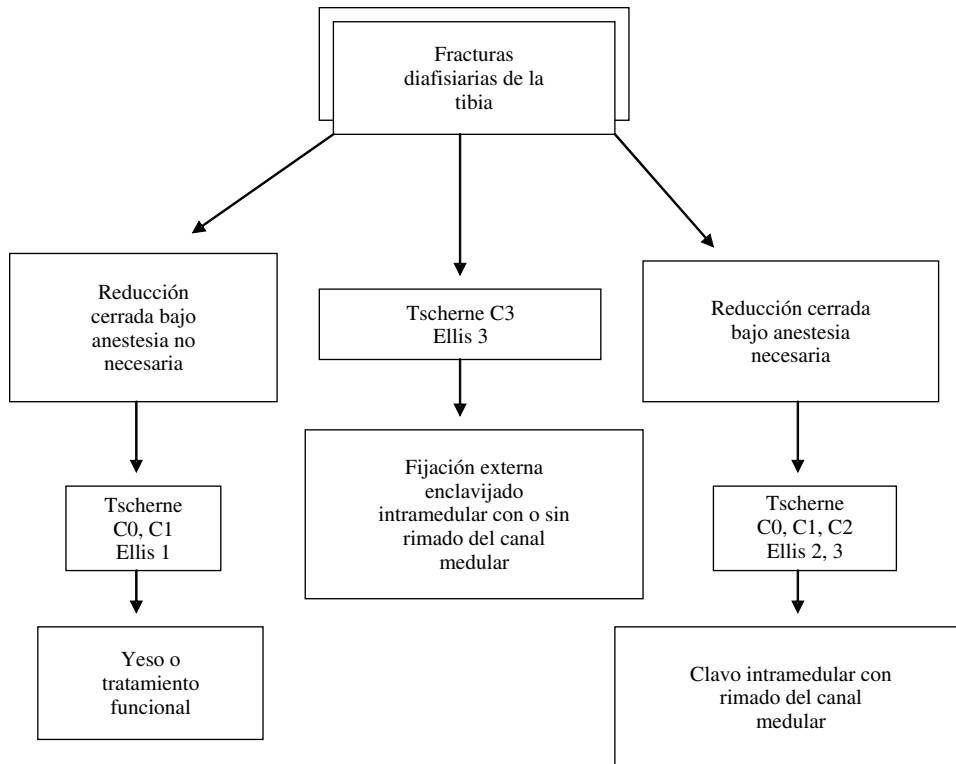 Fracturas
diafisiarias de la
tibia
Reducción
cerrada bajo
anestesia no
necesaria
Tscherne
C0, C1
Ellis 1
Yeso o
tratamiento
funcional
Tscherne C3
Ellis 3
Fijación externa
enclavijado
intramedular con o sin
rimado del canal
medular
Reducción cerrada
bajo anestesia
necesaria
Tscherne
C0, C1, C2
Ellis 2, 3
Clavo intramedular con
rimado del canal
medular